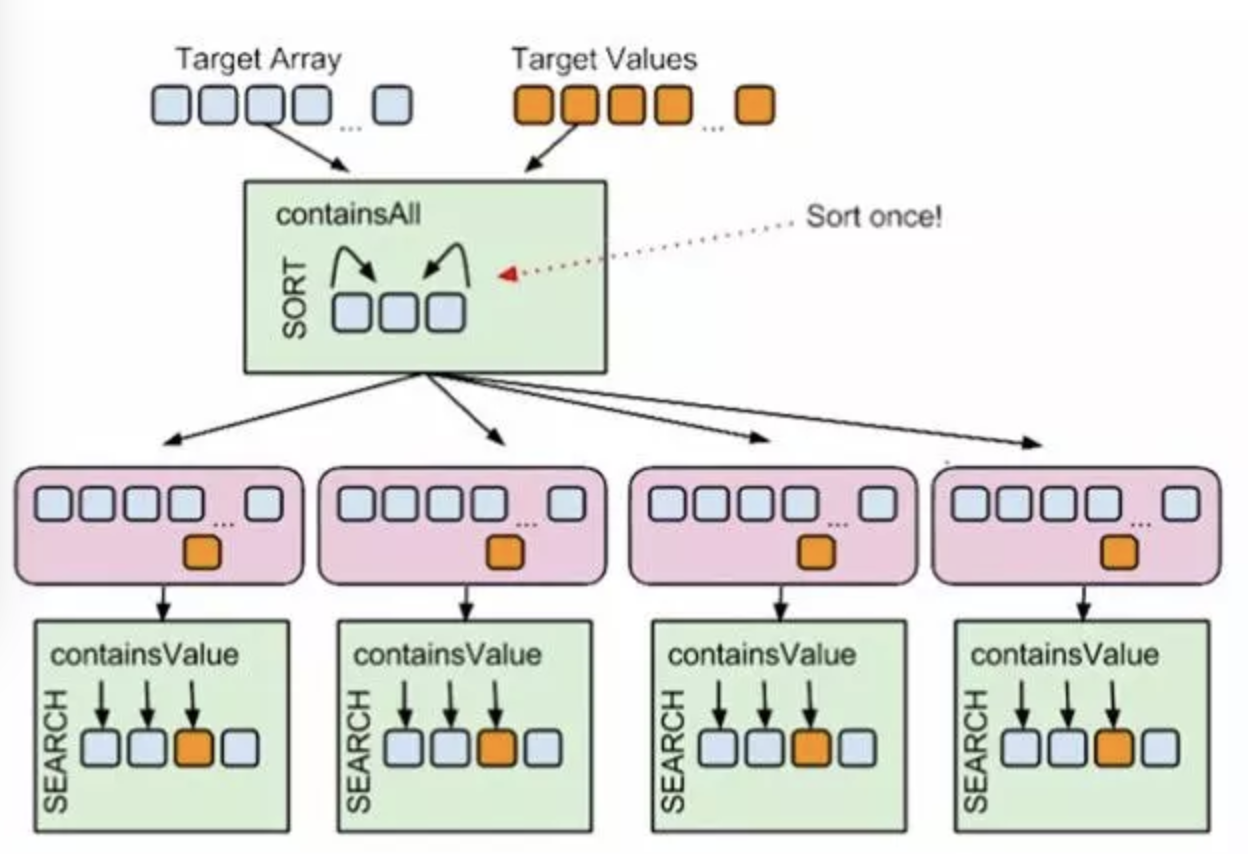 Target Array
Target Values
...
...
containsAll
SORT
Sort once!
...
...
...
...
containsValue
SEARCH
containsValue
SEARCH
containsValue
SEARCH
containsValue
SEARCH